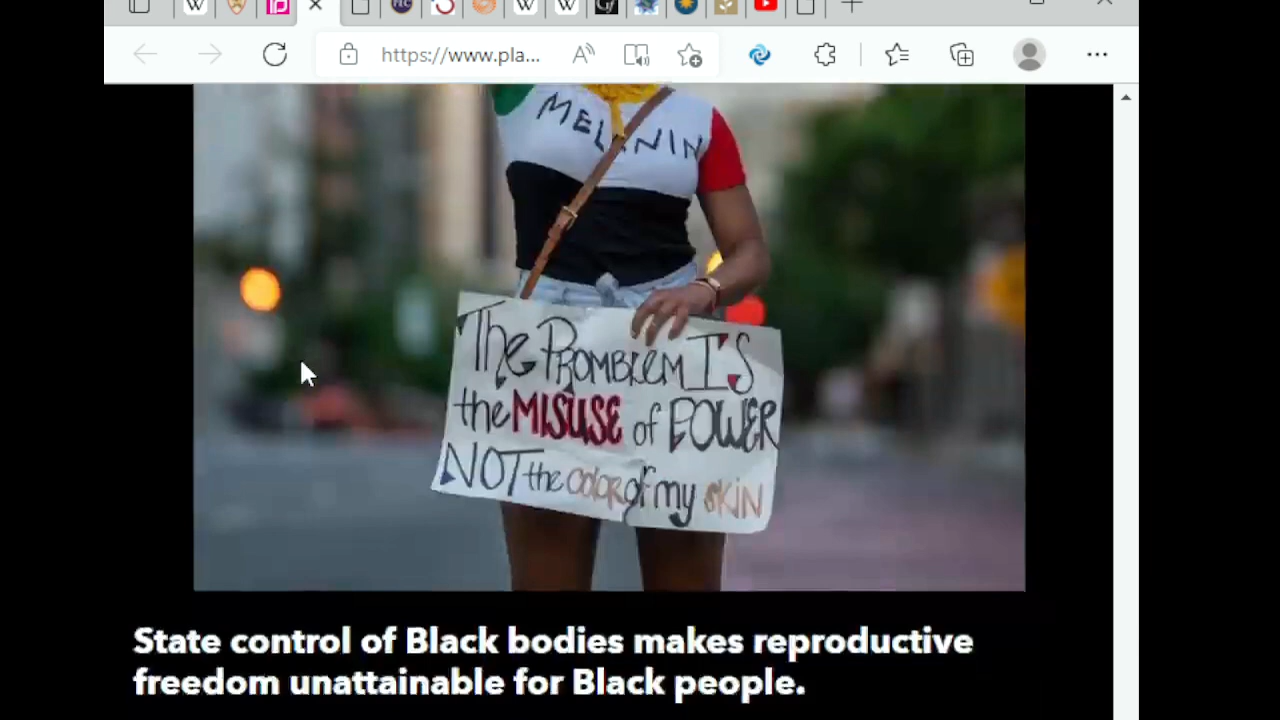 https://www.pla...
MELANIN
The PROMBLEM IS
the MISUSE of POWER
NOT the color of my SKIN
State control of Black bodies makes reproductive
freedom unattainable for Black people.